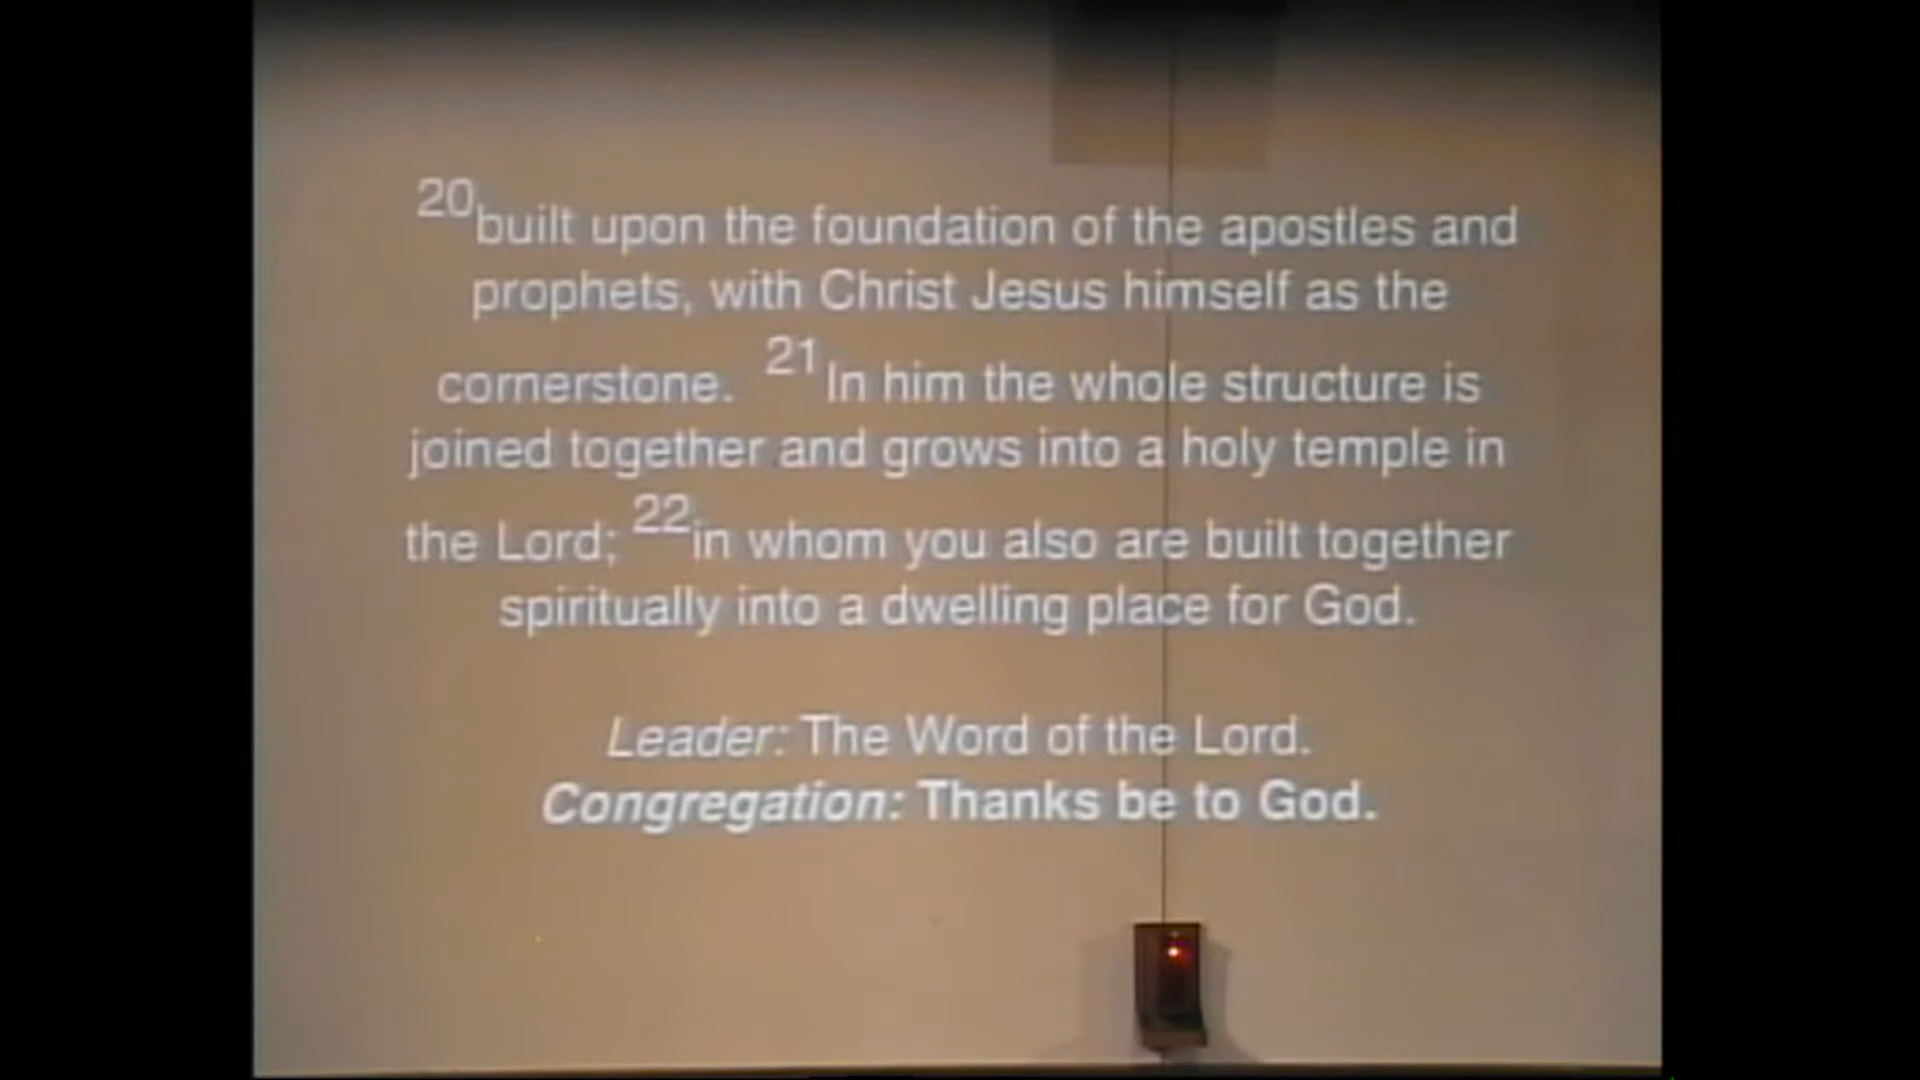 20built upon the foundation of the apostles and
prophets, with Christ Jesus himself as the
cornerstone. 21In him the whole structure is
joined together and grows into a holy temple in
the Lord; 22in whom you also are built together
spiritually into a dwelling place for God.
Leader: The Word of the Lord.
Congregation: Thanks be to God.